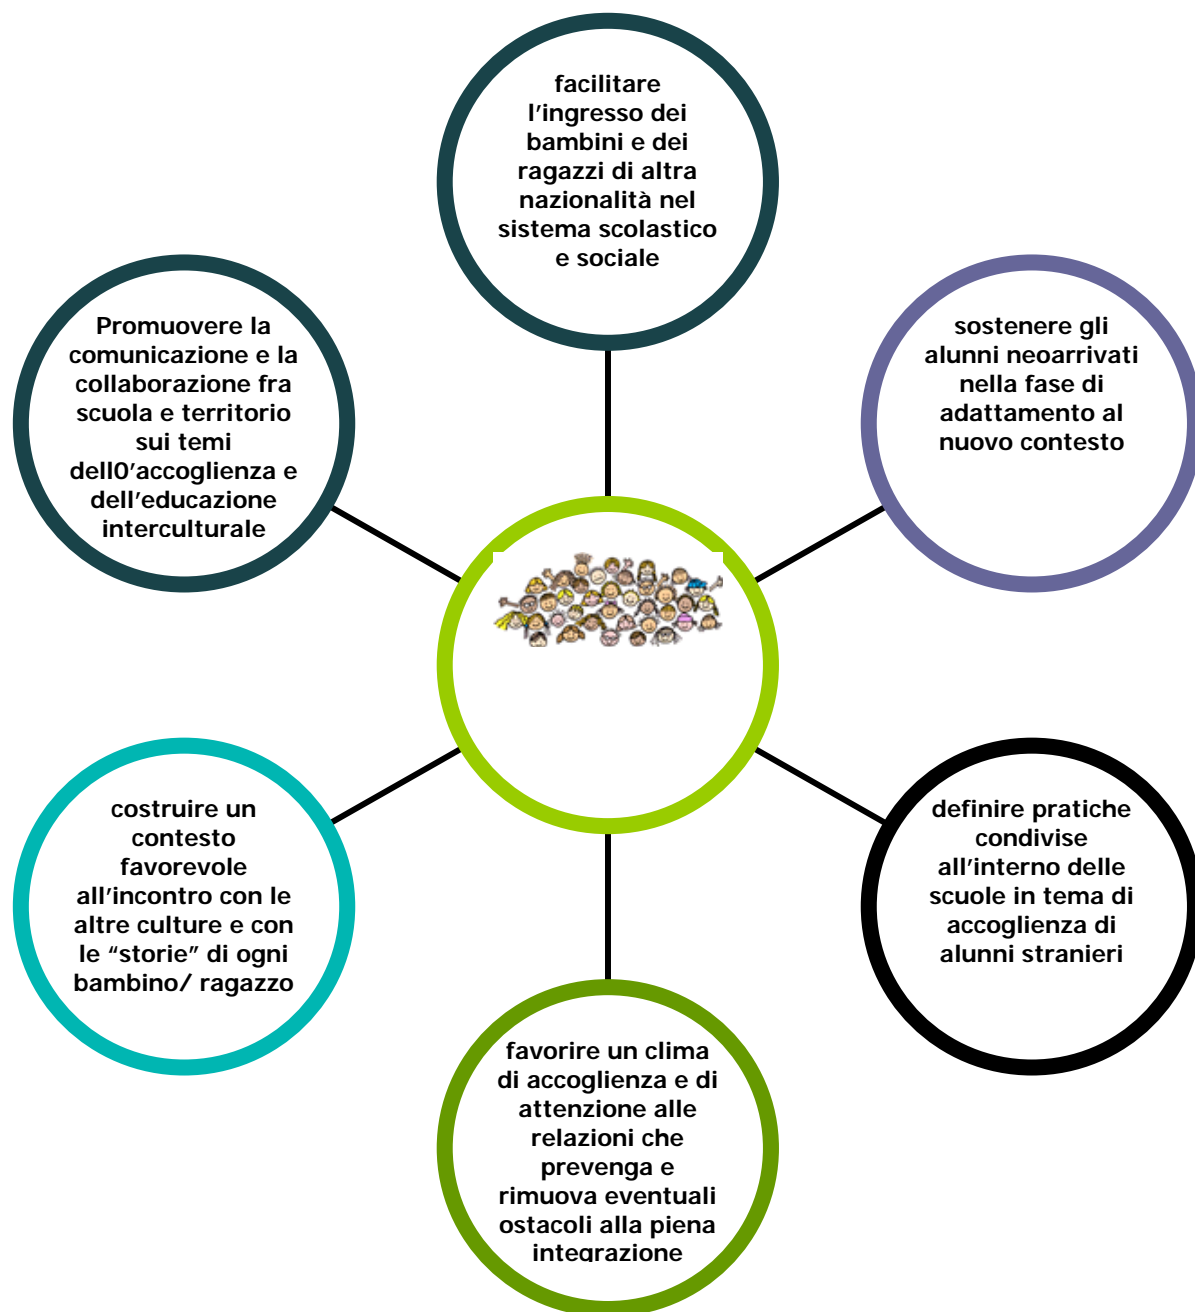 facilitare
l'ingresso dei
bambini e dei
ragazzi di altra
nazionalità nel
sistema scolastico
e sociale
Promuovere la
comunicazione e la
collaborazione fra
scuola e territorio
sui temi
dell0'accoglienza e
dell'educazione
interculturale
sostenere gli
alunni neoarrivati
nella fase di
adattamento al
nuovo contesto
costruire un
contesto
favorevole
all'incontro con le
altre culture e con
le “storie” di ogni
bambino/ ragazzo
definire pratiche
condivise
all'interno delle
scuole in tema di
accoglienza di
alunni stranieri
favorire un clima
di accoglienza e di
attenzione alle
relazioni che
prevenga e
rimuova eventuali
ostacoli alla piena
integrazione